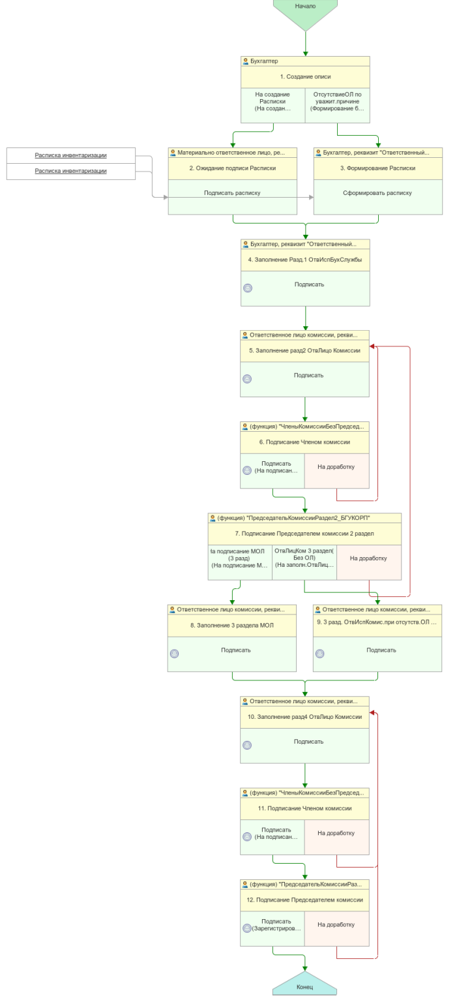 Начало
Бухгалтер
1. Создание описи
На создание
Расписки
(На создан...
ОтсутствиеОЛ по
уважит.причине
(Формирование б...
Расписка инвентаризации
Расписка инвентаризации
Материально ответственное лицо, ре...
2. Ожидание подписи Расписки
Подписать расписку
Бухгалтер, реквизит "Ответственный...
3. Формирование Расписки
Сформировать расписку
Бухгалтер, реквизит "Ответственный...
4. Заполнение Разд.1 ОтвИспБухСлужбы
Подписать
Ответственное лицо комиссии, рекви...
5. Заполнение разд2 ОтвЛицо Комиссии
Подписать
(функция) "ЧленыКомиссииБезПредсед...
6. Подписание Членом комиссии
Подписать
(На подписан...
На доработку
(функция) "ПредседательКомиссииРаздел2_БГУКОРП"
7. Подписание Председателем комиссии 2 раздел
На подписание МОЛ
(3 разд)
(На подписание М...
ОтвЛицКом 3 раздел(
Без ОЛ)
(На заполн.ОтвЛиц...
На доработку
Ответственное лицо комиссии, рекви...
8. Заполнение 3 раздела МОЛ
Подписать
Ответственное лицо комиссии, рекви...
9. 3 разд. ОтвИспКомис.при отсутств.ОЛ ...
Подписать
Ответственное лицо комиссии, рекви...
10. Заполнение разд4 ОтвЛицо Комиссии
Подписать
(функция) "ЧленыКомиссииБезПредсед...
11. Подписание Членом комиссии
Подписать
(На подписан...
На доработку
(функция) "ПредседательКомиссииРаз...
12. Подписание Председателем комиссии
Подписать
(Зарегистриров...
На доработку
Конец